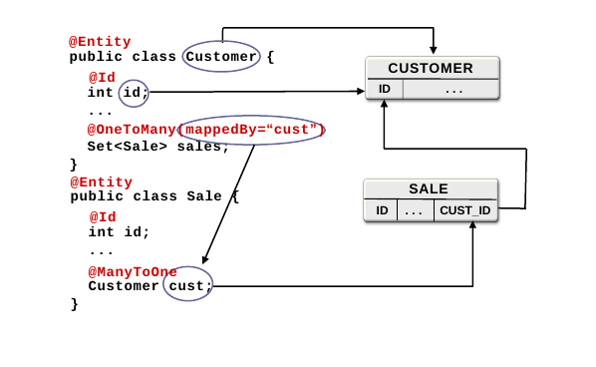 @Entity
public class Customer {
@Id
int id;
...
@OneToMany(mappedBy=“cust”)
Set<Sale> sales;
}
@Entity
public class Sale {
@Id
int id;
...
@ManyToOne
Customer cust;
}
CUSTOMER
ID ...
SALE
ID ... CUST_ID